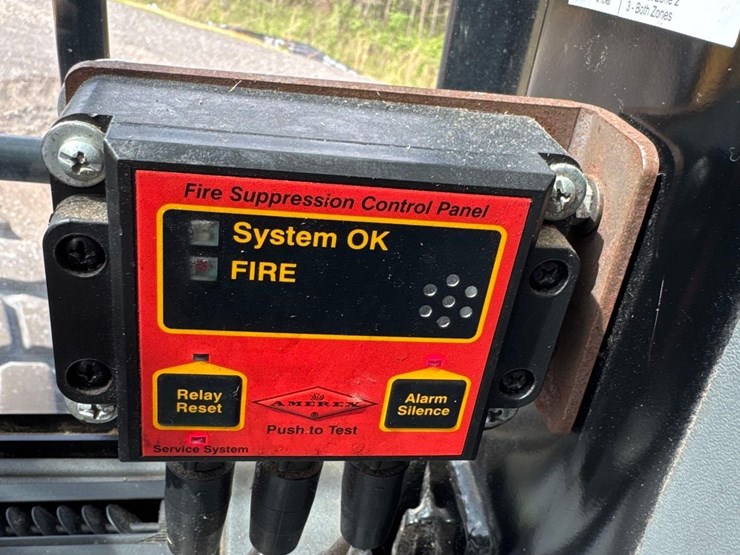 3-Both Zones
Fire Suppression Control Panel
System OK
FIRE
Relay
Reset
AMEREX
Push to Test
Alarm
Silence
Service System